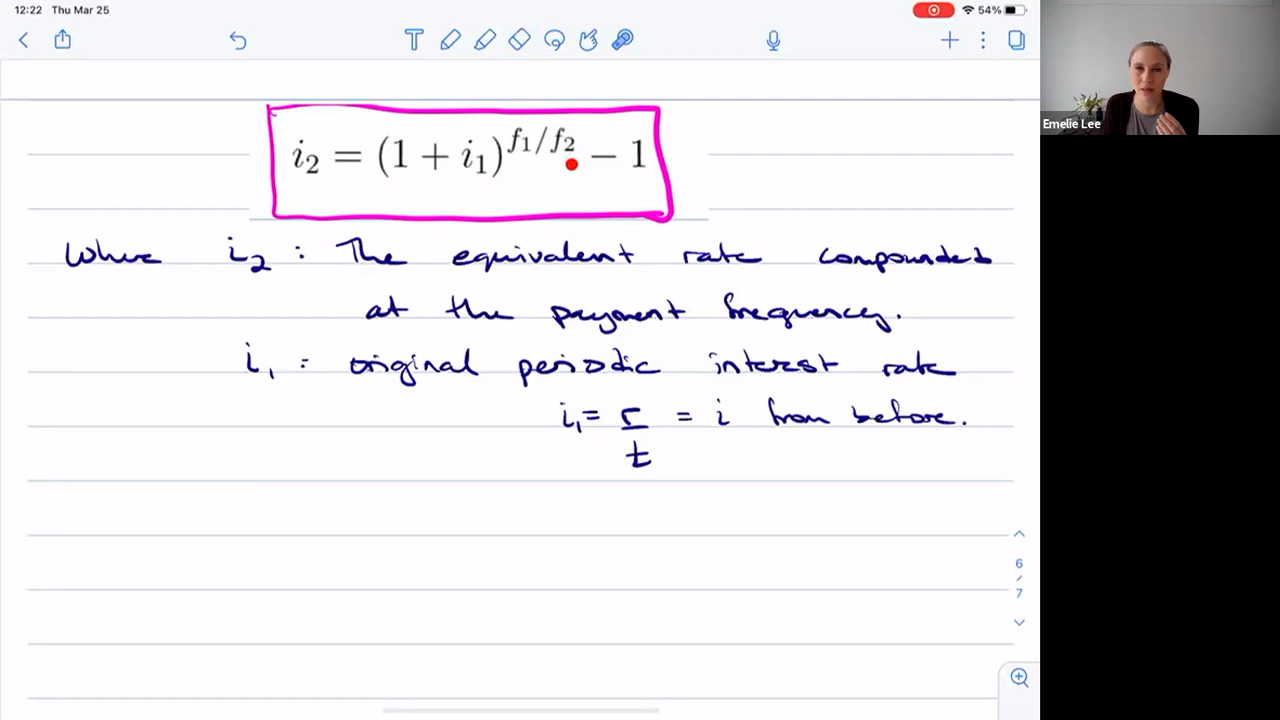 12:22 Thu Mar 25
54%
T
Emelie Lee
i₂ = (1 + i₁)^{f₁/f₂} − 1
Where i₂ : The equivalent rate compounded
at the payment frequency.
i₁ = original periodic interest rate
i₁ = r/t = i from before.
6
/
7